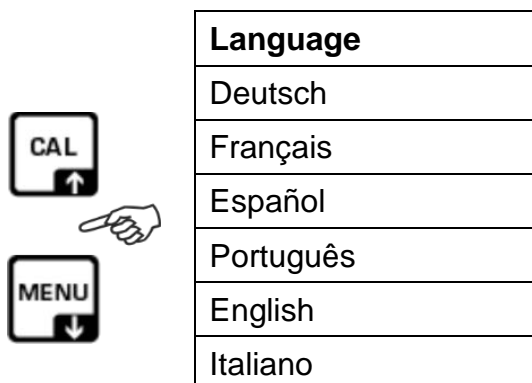 Language
Deutsch
CAL
Français
Español
Português
MENU
English
Italiano